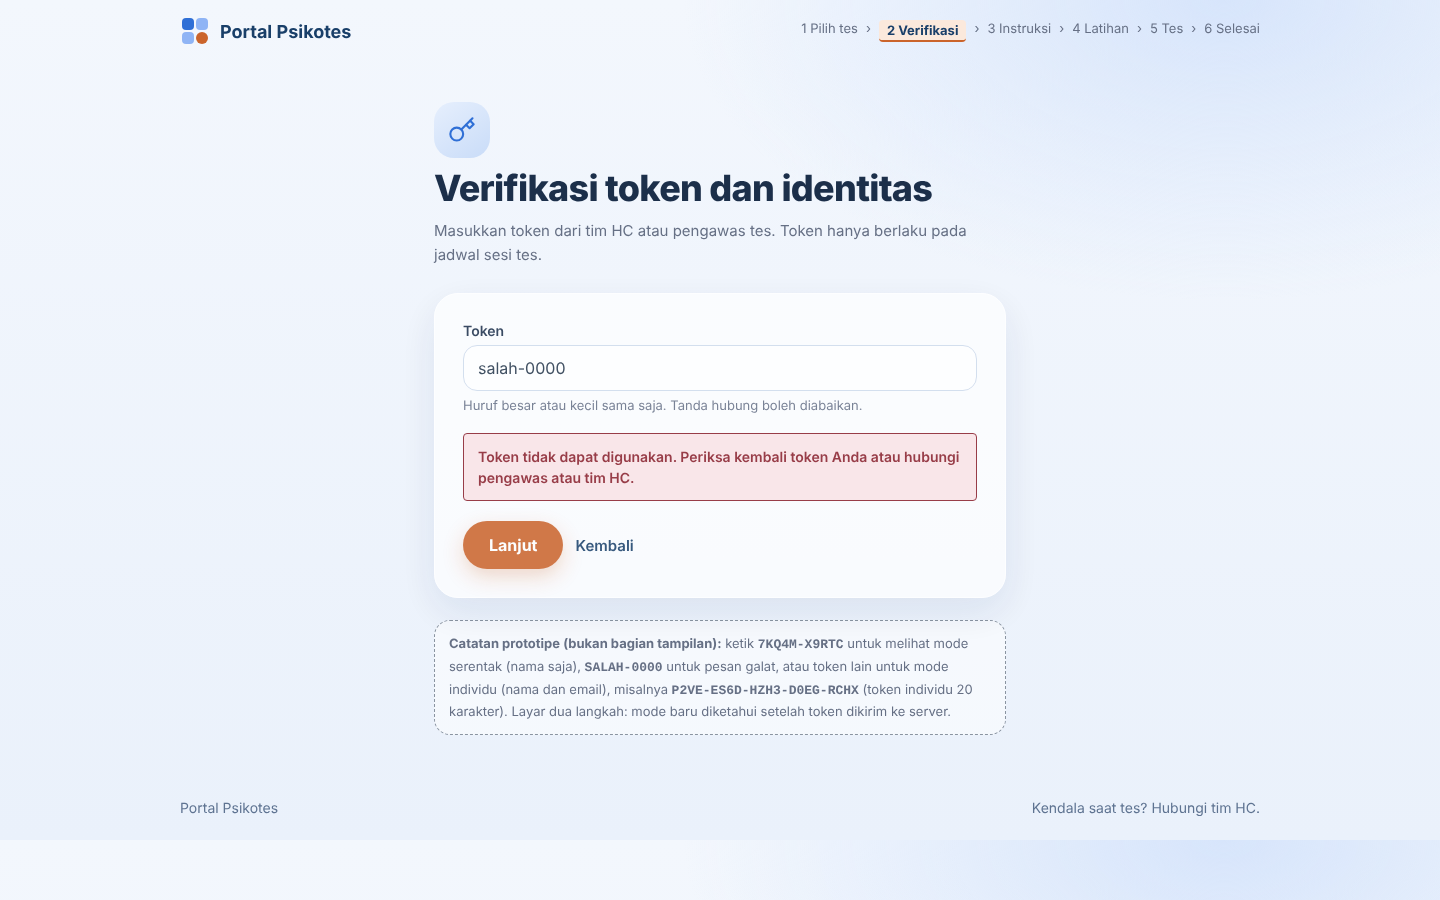 Portal Psikotes
1 Pilih tes › 2 Verifikasi › 3 Instruksi › 4 Latihan › 5 Tes › 6 Selesai
Verifikasi token dan identitas
Masukkan token dari tim HC atau pengawas tes. Token hanya berlaku pada
jadwal sesi tes.
Token
salah-0000
Huruf besar atau kecil sama saja. Tanda hubung boleh diabaikan.
Token tidak dapat digunakan. Periksa kembali token Anda atau hubungi
pengawas atau tim HC.
Lanjut Kembali
Catatan prototipe (bukan bagian tampilan): ketik 7KQ4M-X9RTC untuk melihat mode
serentak (nama saja), SALAH-0000 untuk pesan galat, atau token lain untuk mode
individu (nama dan email), misalnya P2VE-ES6D-HZH3-D0EG-RCHX (token individu 20
karakter). Layar dua langkah: mode baru diketahui setelah token dikirim ke server.
Portal Psikotes
Kendala saat tes? Hubungi tim HC.